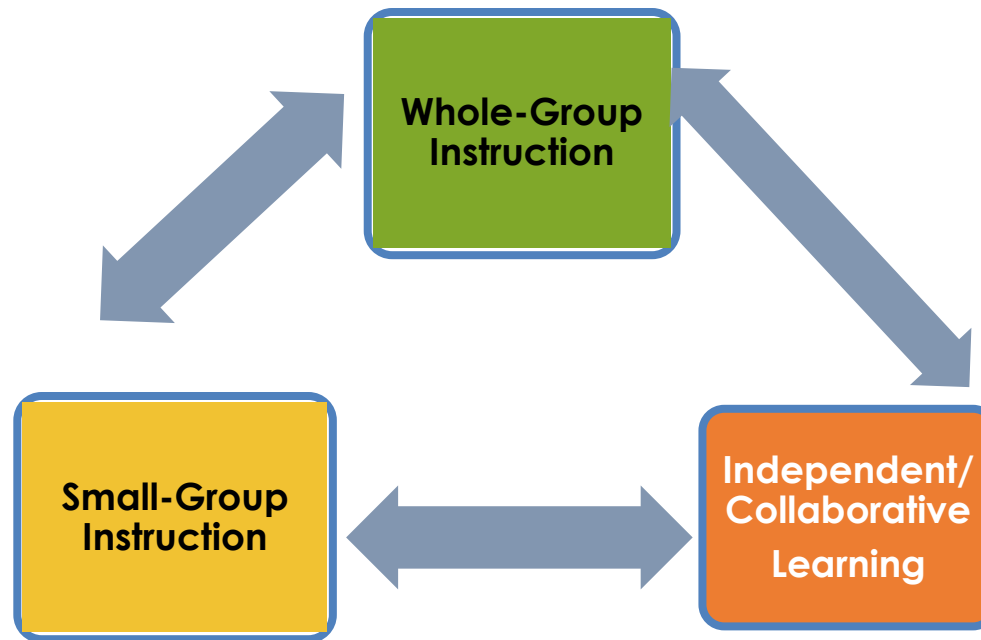 Whole-Group
Instruction
Small-Group
Instruction
Independent/
Collaborative
Learning